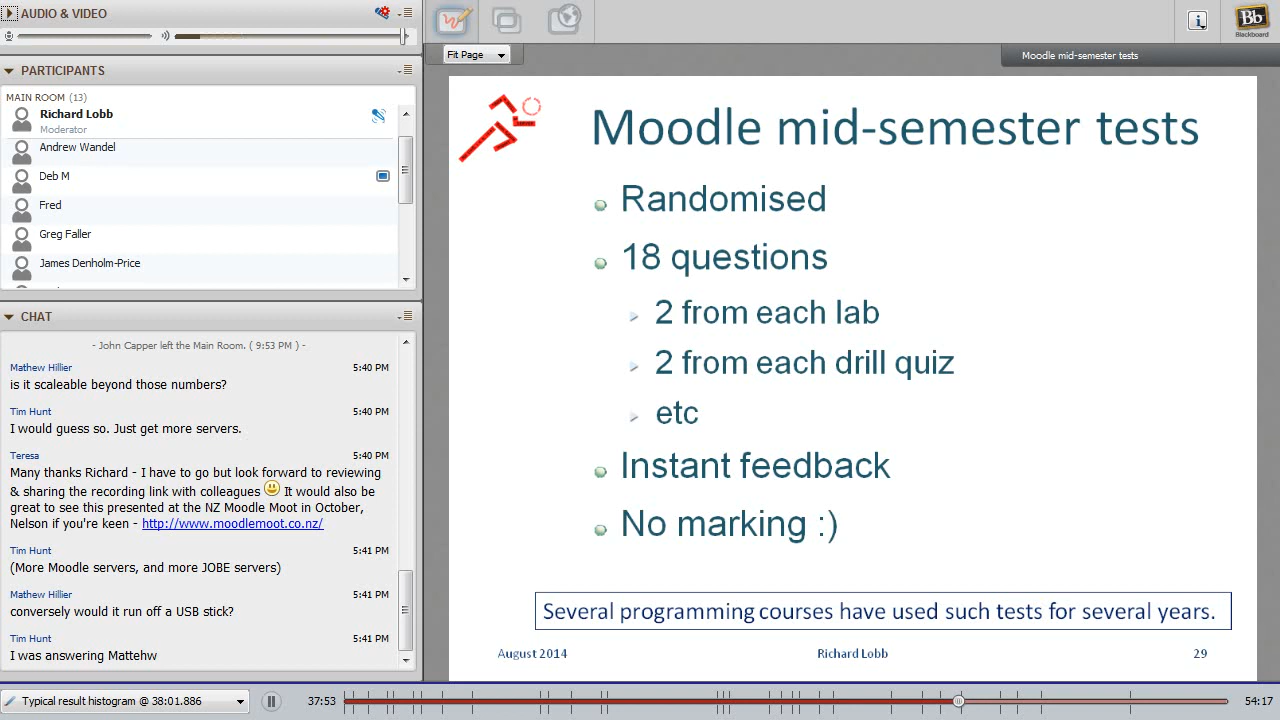 AUDIO & VIDEO
PARTICIPANTS
MAIN ROOM (13)
Richard Lobb
Moderator
Andrew Wandel
Deb M
Fred
Greg Faller
James Denholm-Price
CHAT
- John Capper left the Main Room. ( 9:53 PM ) -
Mathew Hillier 5:40 PM
is it scaleable beyond those numbers?
Tim Hunt 5:40 PM
I would guess so. Just get more servers.
Teresa 5:40 PM
Many thanks Richard - I have to go but look forward to reviewing
& sharing the recording link with colleagues It would also be
great to see this presented at the NZ Moodle Moot in October,
Nelson if you're keen - http://www.moodlemoot.co.nz/
Tim Hunt 5:41 PM
(More Moodle servers, and more JOBE servers)
Mathew Hillier 5:41 PM
conversely would it run off a USB stick?
Tim Hunt 5:41 PM
I was answering Mattehw
Typical result histogram @ 38:01.886
37:53
54:17
Fit Page
Moodle mid-semester tests
Bb
Blackboard
Moodle mid-semester tests
Randomised
18 questions
2 from each lab
2 from each drill quiz
etc
Instant feedback
No marking :)
Several programming courses have used such tests for several years.
August 2014 Richard Lobb 29